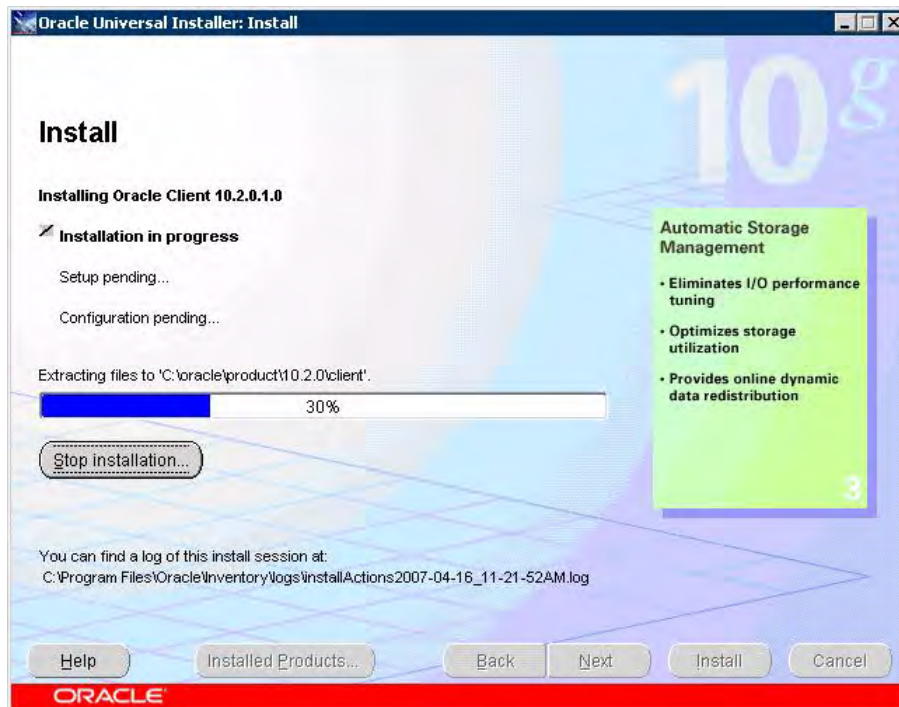 Oracle Universal Installer: Install
10g
Install
Installing Oracle Client 10.2.0.1.0
Installation in progress
Setup pending...
Configuration pending...
Extracting files to 'C:\oracle\product\10.2.0\client'.
30%
Stop installation...
Automatic Storage
Management
• Eliminates I/O performance
tuning
• Optimizes storage
utilization
• Provides online dynamic
data redistribution
3
You can find a log of this install session at:
C:\Program Files\Oracle\Inventory\logs\installActions2007-04-16_11-21-52AM.log
Help
Installed Products...
Back
Next
Install
Cancel
ORACLE